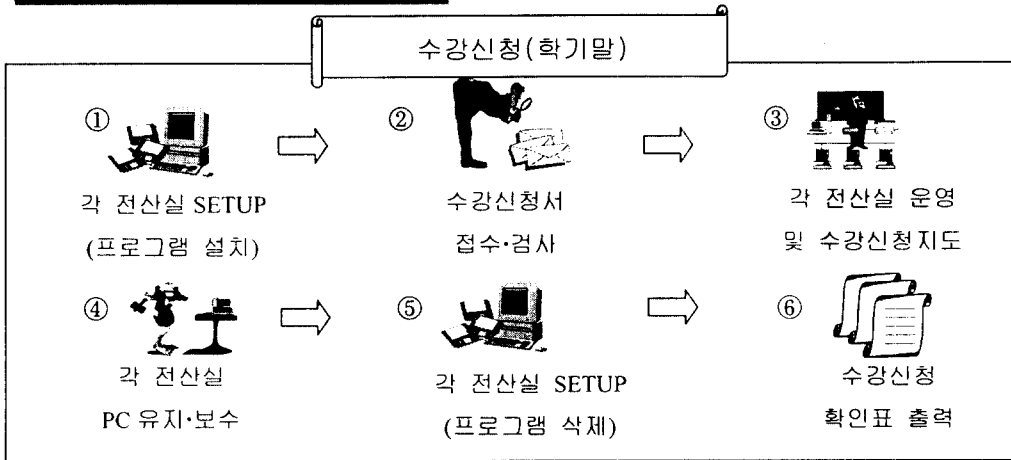 수강신청(학기말)
①
각 전산실 SETUP
(프로그램 설치)
②
수강신청서
접수·검사
③
각 전산실 운영
및 수강신청지도
④
각 전산실
PC 유지·보수
⑤
각 전산실 SETUP
(프로그램 삭제)
⑥
수강신청
확인표 출력